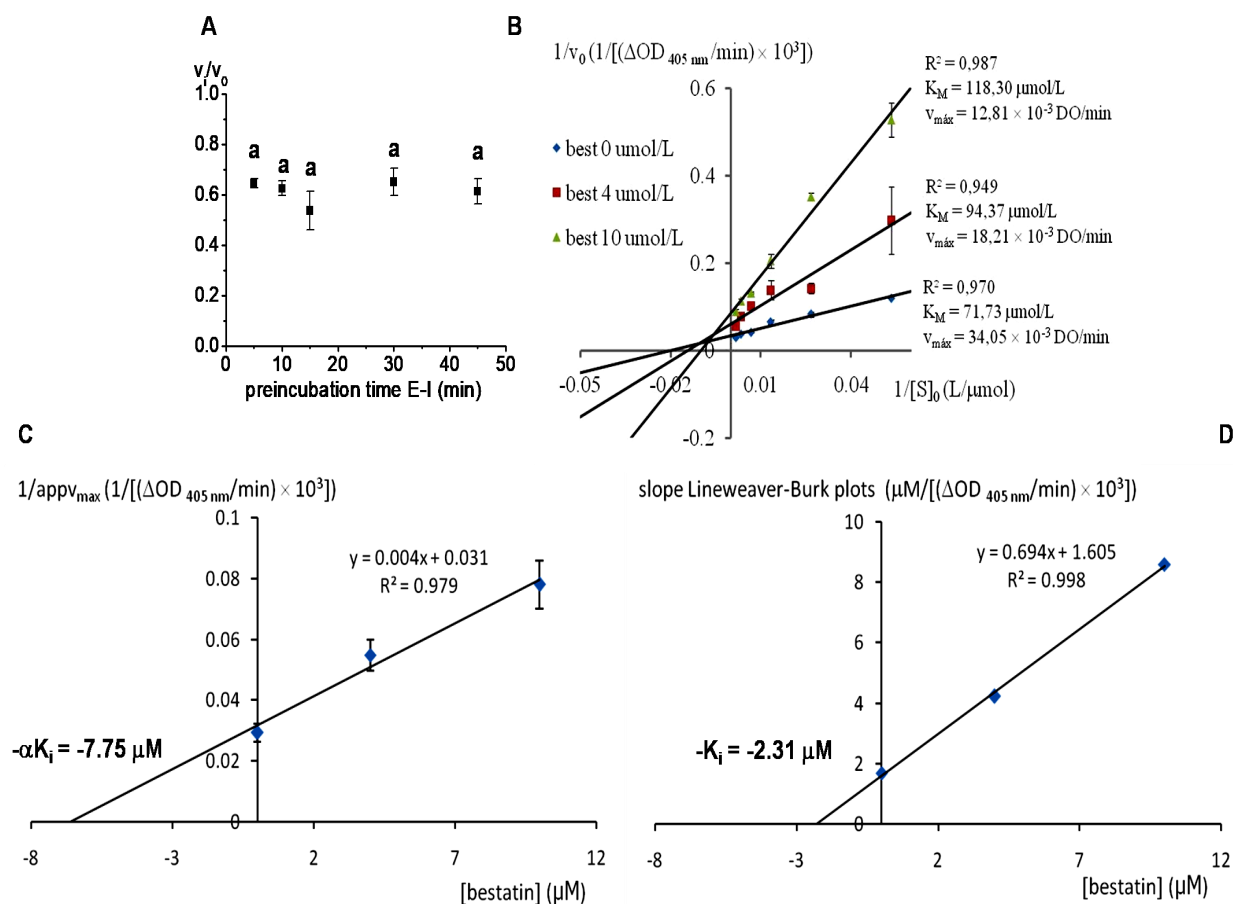 A
vᵢ/v₀
1.0
0.8
0.6
0.4
0.2
0.0
a
a
a
a
a
0
10
20
30
40
50
preincubation time E-I (min)
B
1/v₀ (1/[(ΔOD 405 nm /min) × 10³])
best 0 umol/L
best 4 umol/L
best 10 umol/L
0.6
0.4
0.2
0
-0.2
-0.05
-0.02
0.01
0.04
1/[S]₀ (L/µmol)
R² = 0,987
K_M = 118,30 µmol/L
v_máx = 12,81 × 10⁻³ DO/min
R² = 0,949
K_M = 94,37 µmol/L
v_máx = 18,21 × 10⁻³ DO/min
R² = 0,970
K_M = 71,73 µmol/L
v_máx = 34,05 × 10⁻³ DO/min
C
1/appv_max (1/[(ΔOD 405 nm/min) × 10³])
0.1
0.08
0.06
0.04
0.02
0
y = 0.004x + 0.031
R² = 0.979
-αKᵢ = -7.75 µM
-8
-3
2
7
12
[bestatin] (µM)
D
slope Lineweaver-Burk plots (µM/[(ΔOD 405 nm/min) × 10³])
10
8
6
4
2
0
y = 0.694x + 1.605
R² = 0.998
-Kᵢ = -2.31 µM
-8
-3
2
7
12
[bestatin] (µM)